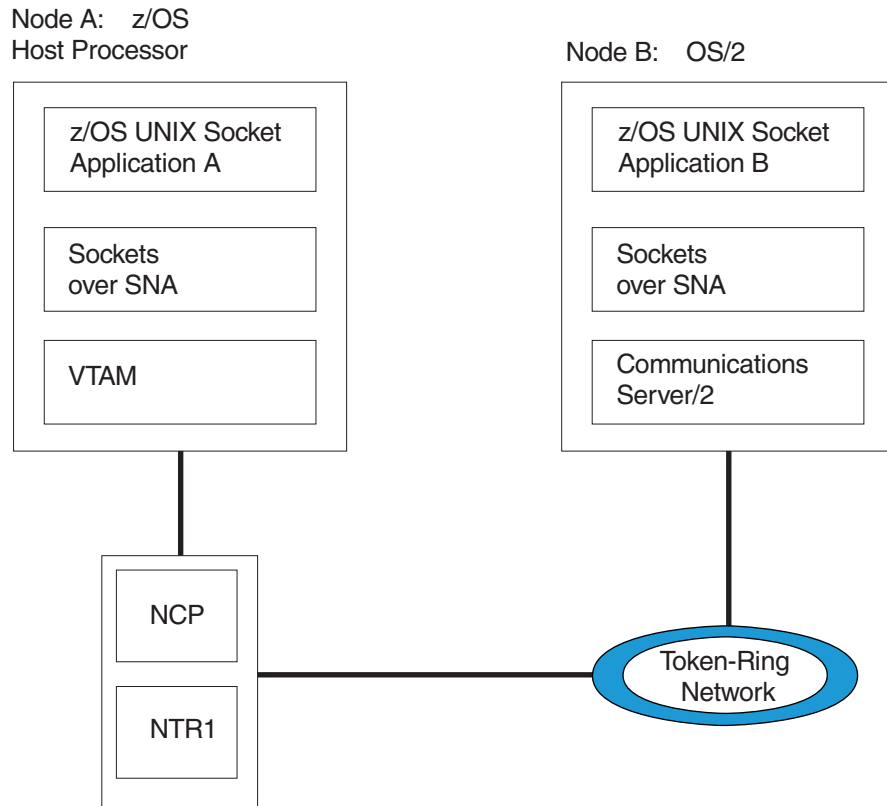 Node A: z/OS
Host Processor
z/OS UNIX Socket
Application A
Sockets
over SNA
VTAM
Node B: OS/2
z/OS UNIX Socket
Application B
Sockets
over SNA
Communications
Server/2
NCP
NTR1
Token-Ring
Network